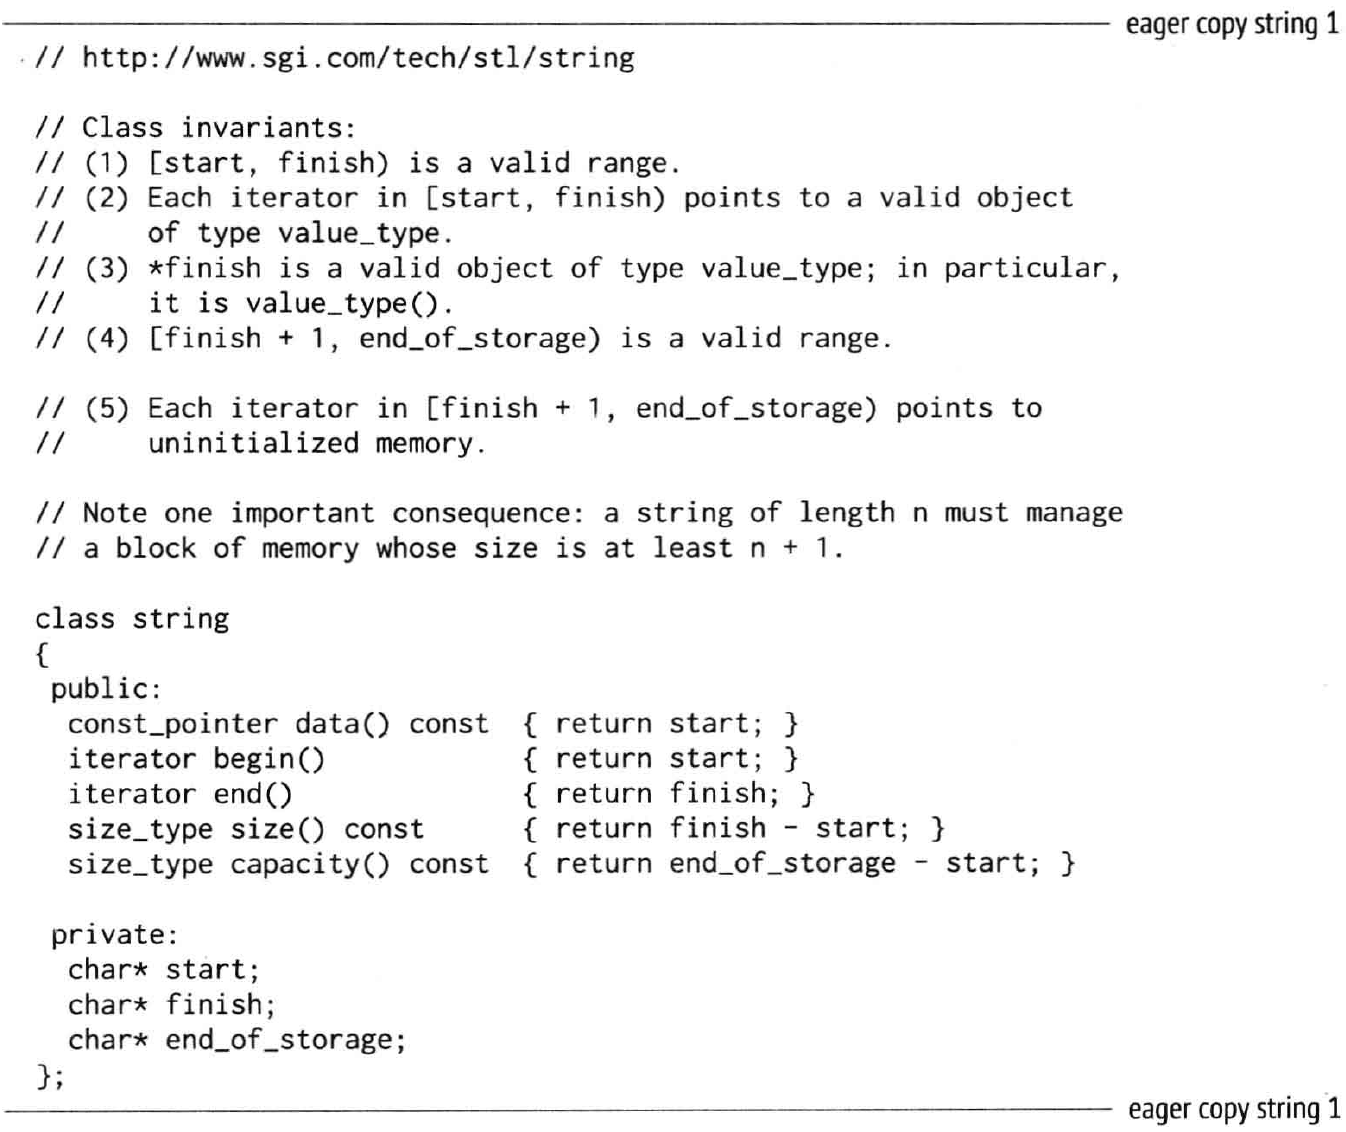 eager copy string 1
// http://www.sgi.com/tech/stl/string
// Class invariants:
// (1) [start, finish) is a valid range.
// (2) Each iterator in [start, finish) points to a valid object
//     of type value_type.
// (3) *finish is a valid object of type value_type; in particular,
//     it is value_type().
// (4) [finish + 1, end_of_storage) is a valid range.
// (5) Each iterator in [finish + 1, end_of_storage) points to
//     uninitialized memory.
// Note one important consequence: a string of length n must manage
// a block of memory whose size is at least n + 1.
class string
{
 public:
  const_pointer data() const  { return start; }
  iterator begin()            { return start; }
  iterator end()              { return finish; }
  size_type size() const      { return finish - start; }
  size_type capacity() const  { return end_of_storage - start; }
 private:
  char* start;
  char* finish;
  char* end_of_storage;
};
eager copy string 1